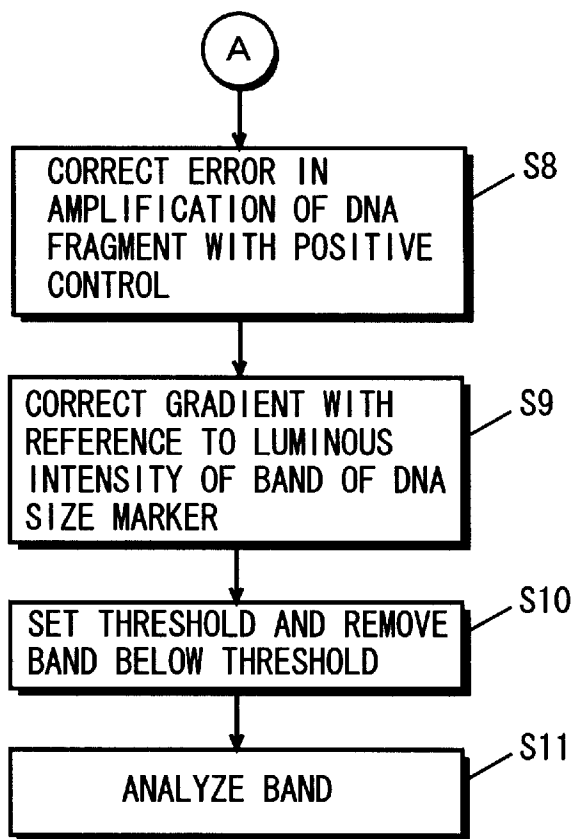 A
CORRECT ERROR IN
AMPLIFICATION OF DNA
FRAGMENT WITH POSITIVE
CONTROL
S8
CORRECT GRADIENT WITH
REFERENCE TO LUMINOUS
INTENSITY OF BAND OF DNA
SIZE MARKER
S9
SET THRESHOLD AND REMOVE
BAND BELOW THRESHOLD
S10
ANALYZE BAND
S11